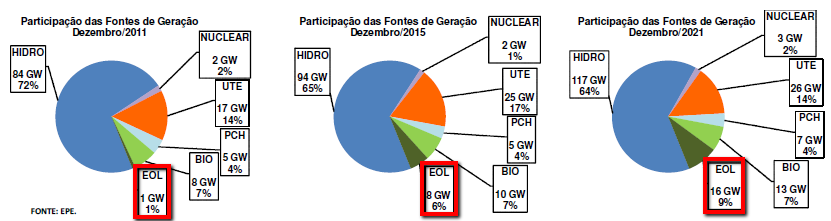 Participação das Fontes de Geração
Dezembro/2011
NUCLEAR
2 GW
2%
HIDRO
84 GW
72%
UTE
17 GW
14%
PCH
5 GW
4%
BIO
8 GW
7%
EOL
1 GW
1%
FONTE: EPE.
Participação das Fontes de Geração
Dezembro/2015
NUCLEAR
2 GW
1%
HIDRO
94 GW
65%
UTE
25 GW
17%
PCH
5 GW
4%
BIO
10 GW
7%
EOL
8 GW
6%
Participação das Fontes de Geração
Dezembro/2021
NUCLEAR
3 GW
2%
HIDRO
117 GW
64%
UTE
26 GW
14%
PCH
7 GW
4%
BIO
13 GW
7%
EOL
16 GW
9%